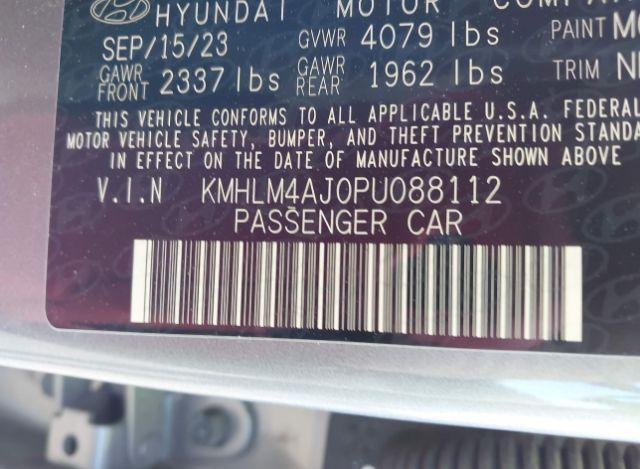 HYUNDAI MOTOR COMPAN
SEP/15/23 GVWR 4079 lbs PAINT
GAWR FRONT 2337 lbs GAWR REAR 1962 lbs TRIM
THIS VEHICLE CONFORMS TO ALL APPLICABLE U.S.A. FEDERAL
MOTOR VEHICLE SAFETY, BUMPER, AND THEFT PREVENTION STANDA
IN EFFECT ON THE DATE OF MANUFACTURE SHOWN ABOVE
V.I.N KMHLM4AJ0PU088112
PASSENGER CAR